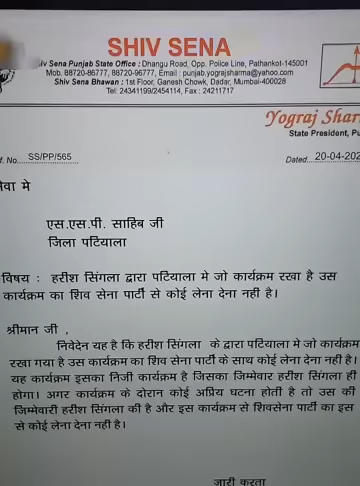 SHIV SENA
iv Sena Punjab State Office : Dhangu Road, Opp. Police Line, Pathankot-145001
Mob. 88720-86777, 88720-96777, Email : punjab.yograjsharma@yahoo.com
Shiv Sena Bhawan : 1st Floor, Ganesh Chowk, Dadar, Mumbai-400028
Tel: 24341199/2454114, Fax : 24211717
Yograj Shar
State President, Pu
f. No. SS/PP/565
Dated. 20-04-202
सेवा मे
एस.एस.पी. साहिब जी
जिला पटियाला
विषय : हरीश सिंगला द्वारा पटियाला मे जो कार्यक्रम रखा है उस
कार्यक्रम का शिव सेना पार्टी से कोई लेना देना नही है।
श्रीमान जी ,
निवेदेन यह है कि हरीश सिंगला के द्वारा पटियाला मे जो कार्यक्रम
रखा गया है उस कार्यक्रम का शिव सेना पार्टी के साथ कोई लेना देना नही है।
यह कार्यक्रम इसका निजी कार्यक्रम है जिसका जिम्मेवार हरीश सिंगला ही
होगा। अगर कार्यक्रम के दोरान कोई अप्रिय घटना होती है तो उस की
जिम्मेवारी हरीश सिंगला की है और इस कार्यक्रम से शिवसेना पार्टी का इस
से कोई लेना देना नही है।
जारी करता